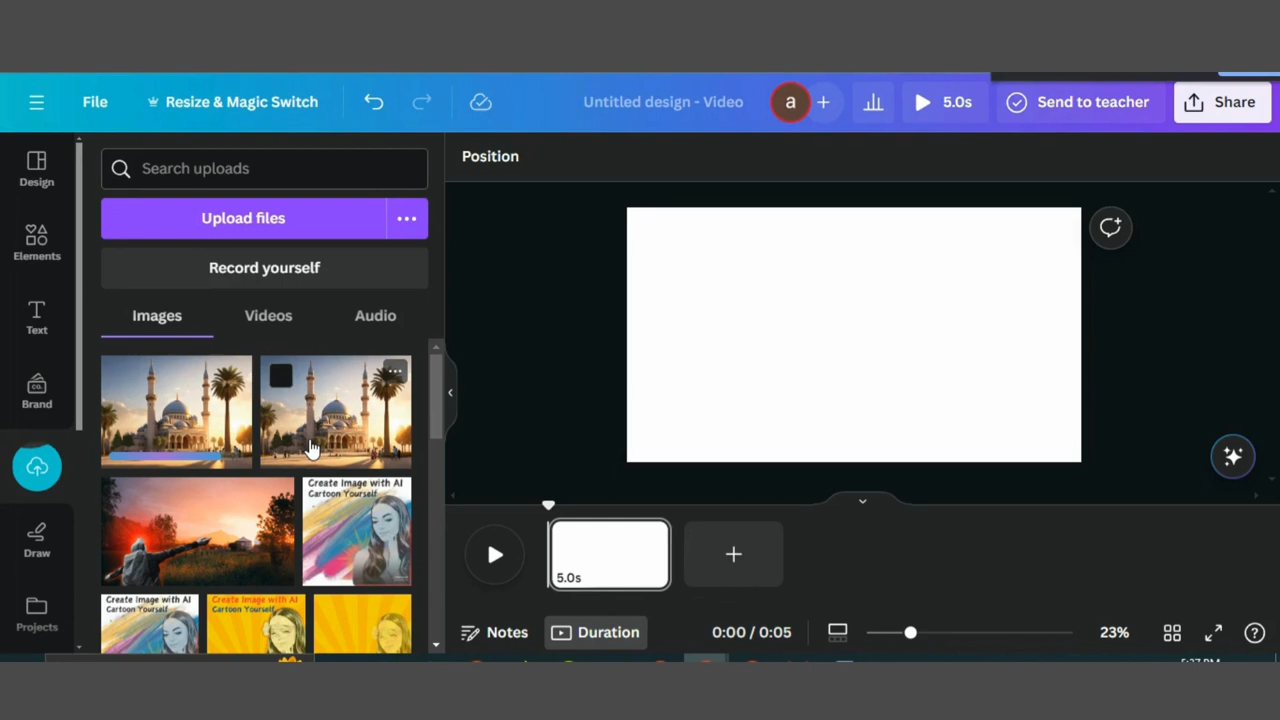 File
Resize & Magic Switch
Untitled design - Video
a
+
5.0s
Send to teacher
Share
Design
Elements
Text
Brand
Draw
Projects
Search uploads
Upload files
Record yourself
Images
Videos
Audio
Create Image with AI
Cartoon Yourself
Create Image with AI
Cartoon Yourself
Create Image with AI
Cartoon Yourself
Position
5.0s
+
Notes
Duration
0:00 / 0:05
23%
?